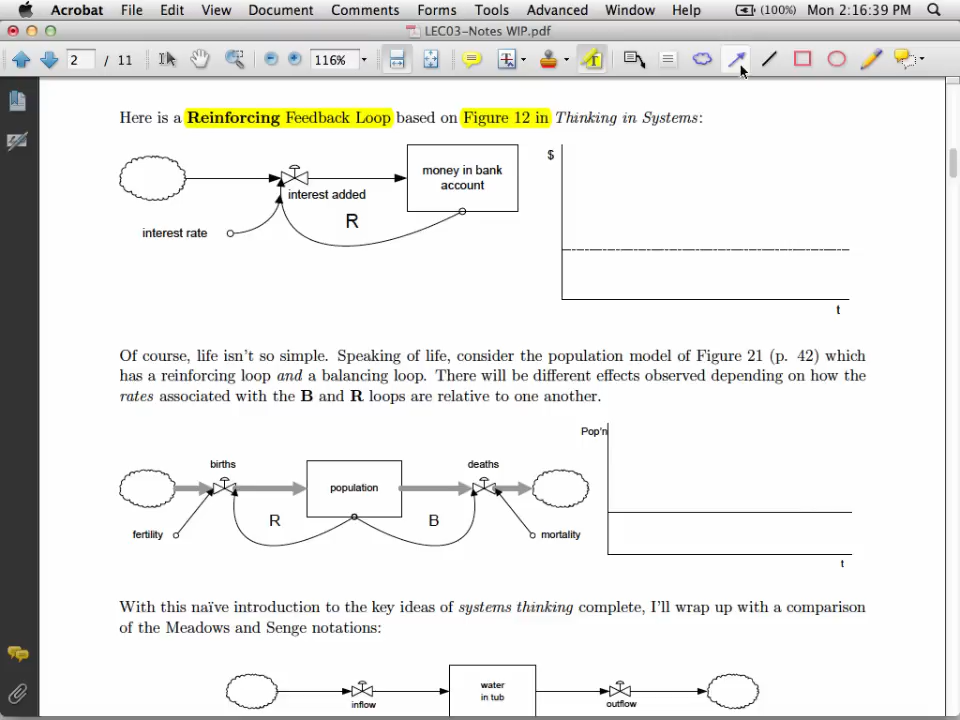 Acrobat File Edit View Document Comments Forms Tools Advanced Window Help (100%) Mon 2:16:39 PM
LEC03-Notes WIP.pdf
2 / 11 116%
Here is a Reinforcing Feedback Loop based on Figure 12 in Thinking in Systems:
money in bank
account
$
interest added
R
interest rate
t
Of course, life isn't so simple. Speaking of life, consider the population model of Figure 21 (p. 42) which
has a reinforcing loop and a balancing loop. There will be different effects observed depending on how the
rates associated with the B and R loops are relative to one another.
Pop'n
births
deaths
population
R
B
fertility
mortality
t
With this naïve introduction to the key ideas of systems thinking complete, I'll wrap up with a comparison
of the Meadows and Senge notations:
water
in tub
inflow
outflow